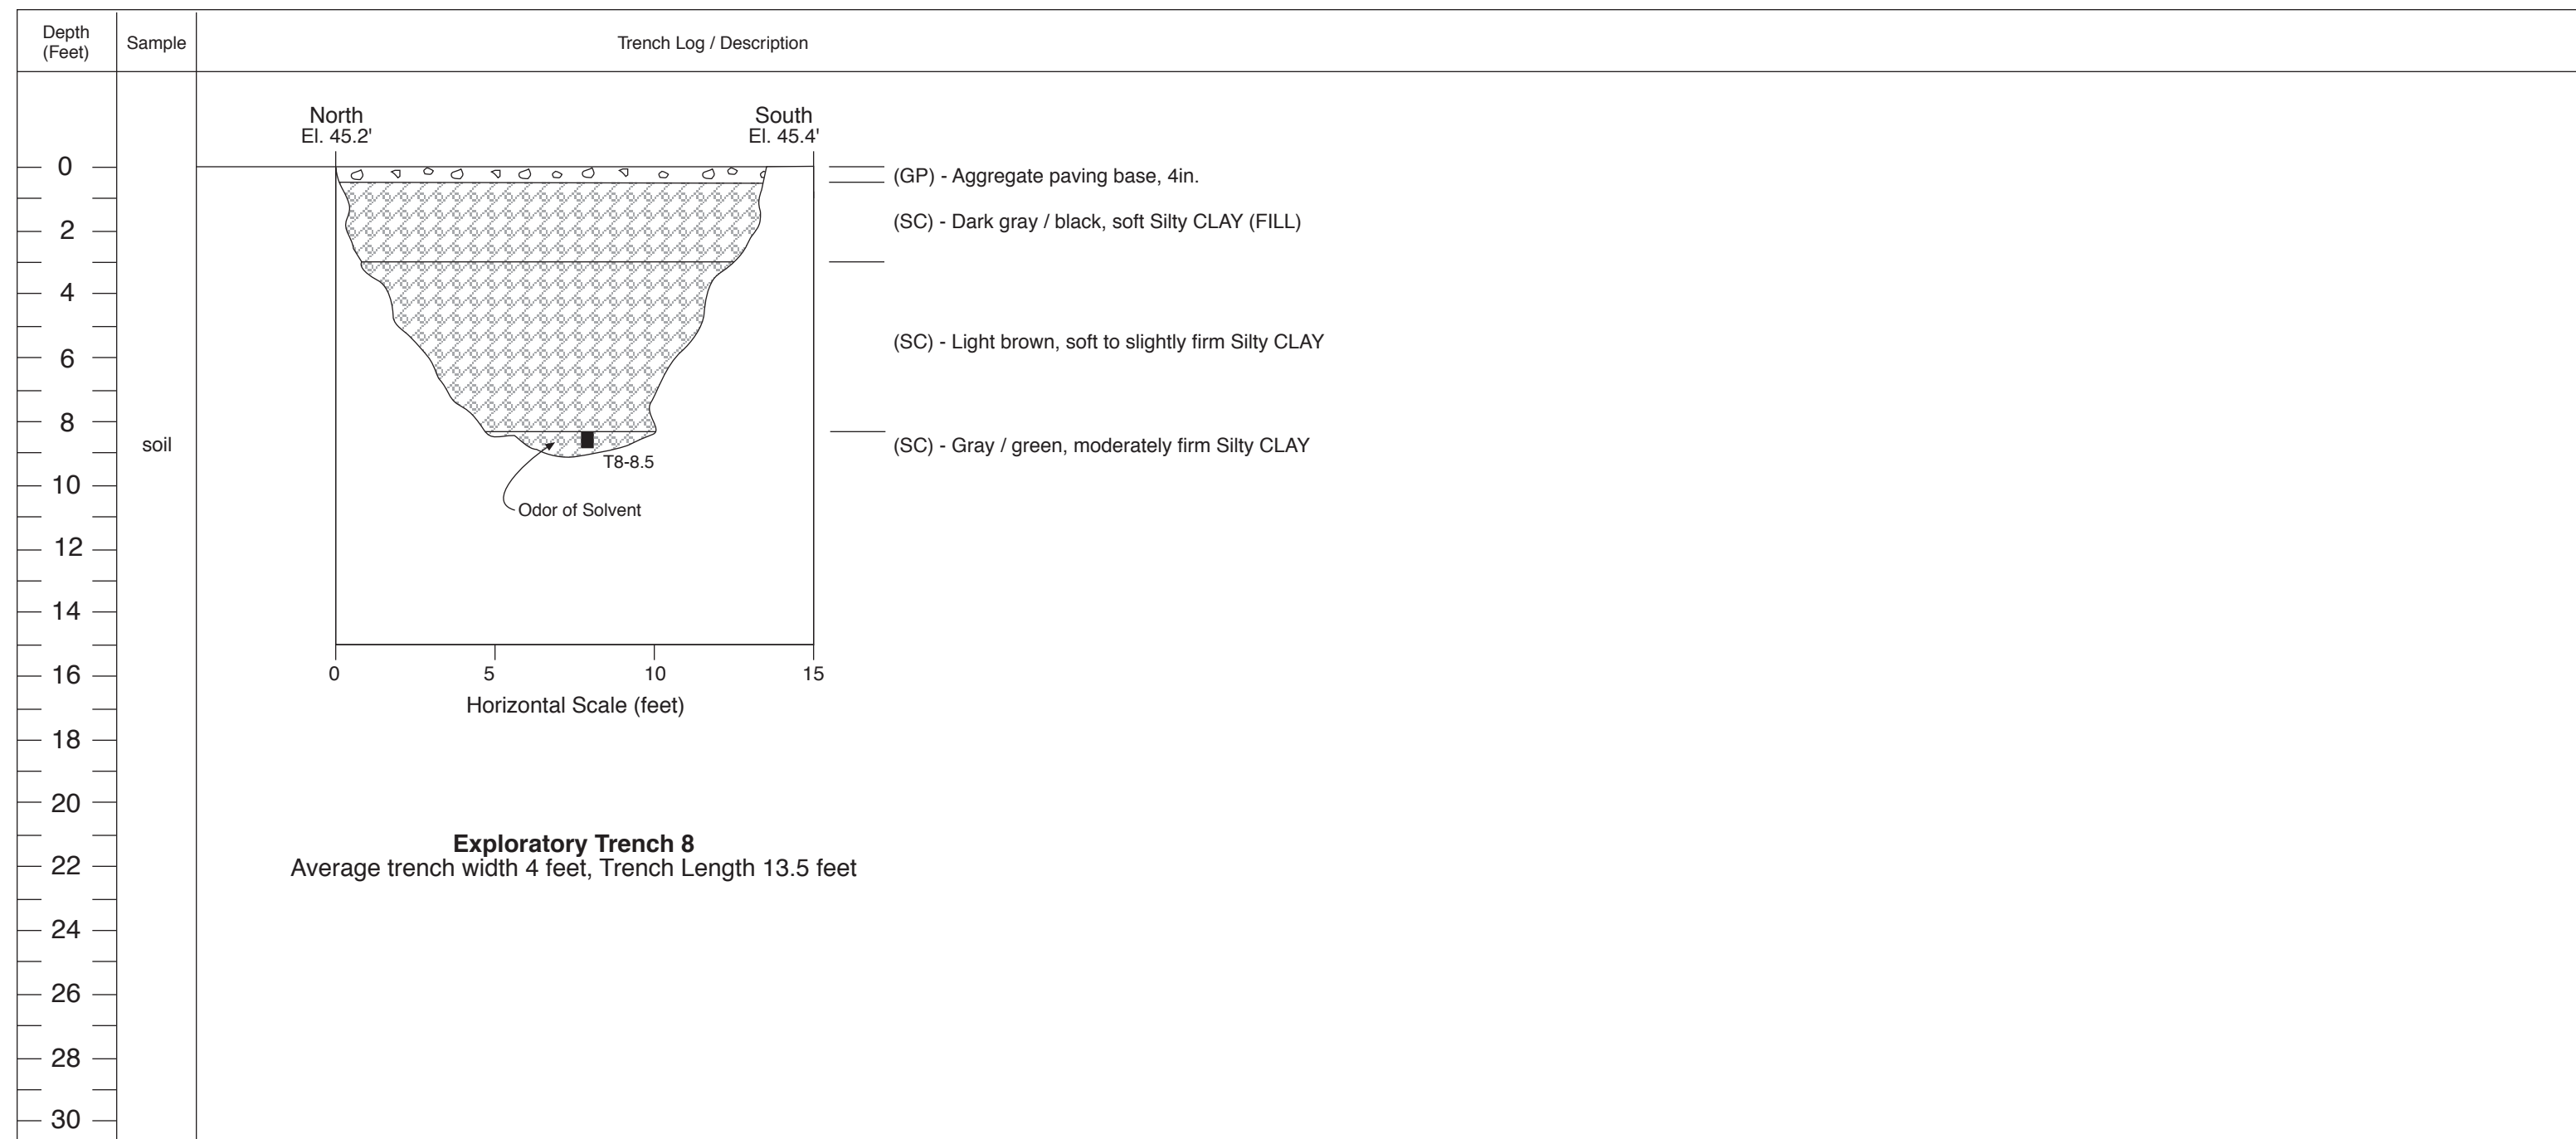 Depth
(Feet)
Sample
Trench Log / Description
North
El. 45.2'
South
El. 45.4'
0
2
4
6
8
10
12
14
16
18
20
22
24
26
28
30
soil
(GP) - Aggregate paving base, 4in.
(SC) - Dark gray / black, soft Silty CLAY (FILL)
(SC) - Light brown, soft to slightly firm Silty CLAY
(SC) - Gray / green, moderately firm Silty CLAY
T8-8.5
Odor of Solvent
0 5 10 15
Horizontal Scale (feet)
Exploratory Trench 8
Average trench width 4 feet, Trench Length 13.5 feet